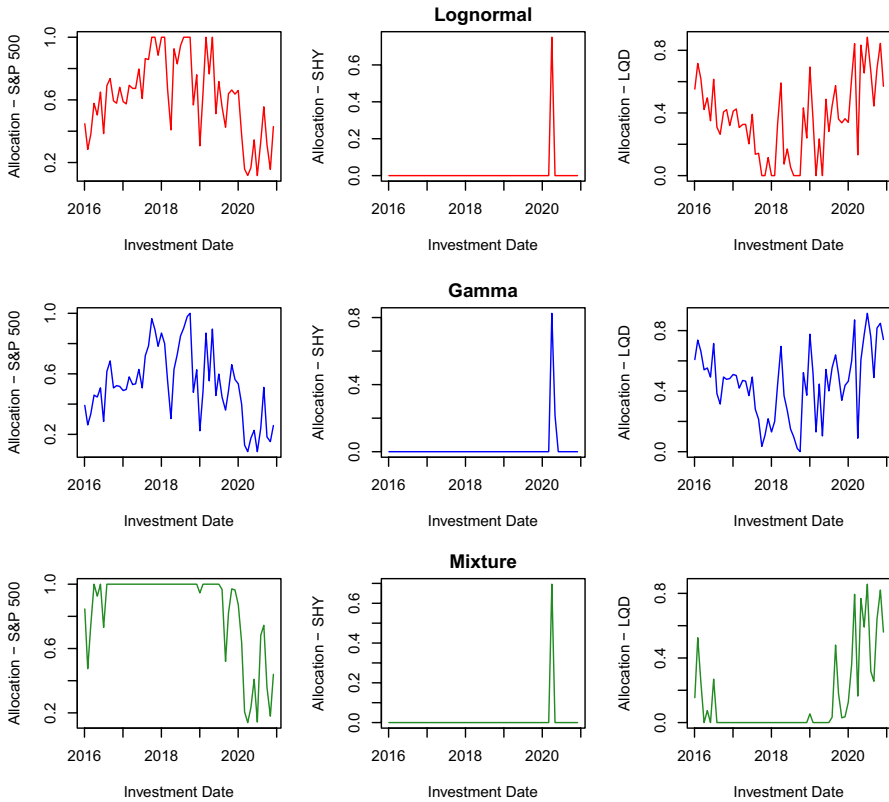 Lognormal
Allocation − S&P 500
0.2 0.6 1.0
2016 2018 2020
Investment Date
Allocation − SHY
0.0 0.2 0.4 0.6
2016 2018 2020
Investment Date
Allocation − LQD
0.0 0.4 0.8
2016 2018 2020
Investment Date
Gamma
Allocation − S&P 500
0.2 0.6 1.0
2016 2018 2020
Investment Date
Allocation − SHY
0.0 0.4 0.8
2016 2018 2020
Investment Date
Allocation − LQD
0.0 0.4 0.8
2016 2018 2020
Investment Date
Mixture
Allocation − S&P 500
0.2 0.6 1.0
2016 2018 2020
Investment Date
Allocation − SHY
0.0 0.2 0.4 0.6
2016 2018 2020
Investment Date
Allocation − LQD
0.0 0.4 0.8
2016 2018 2020
Investment Date